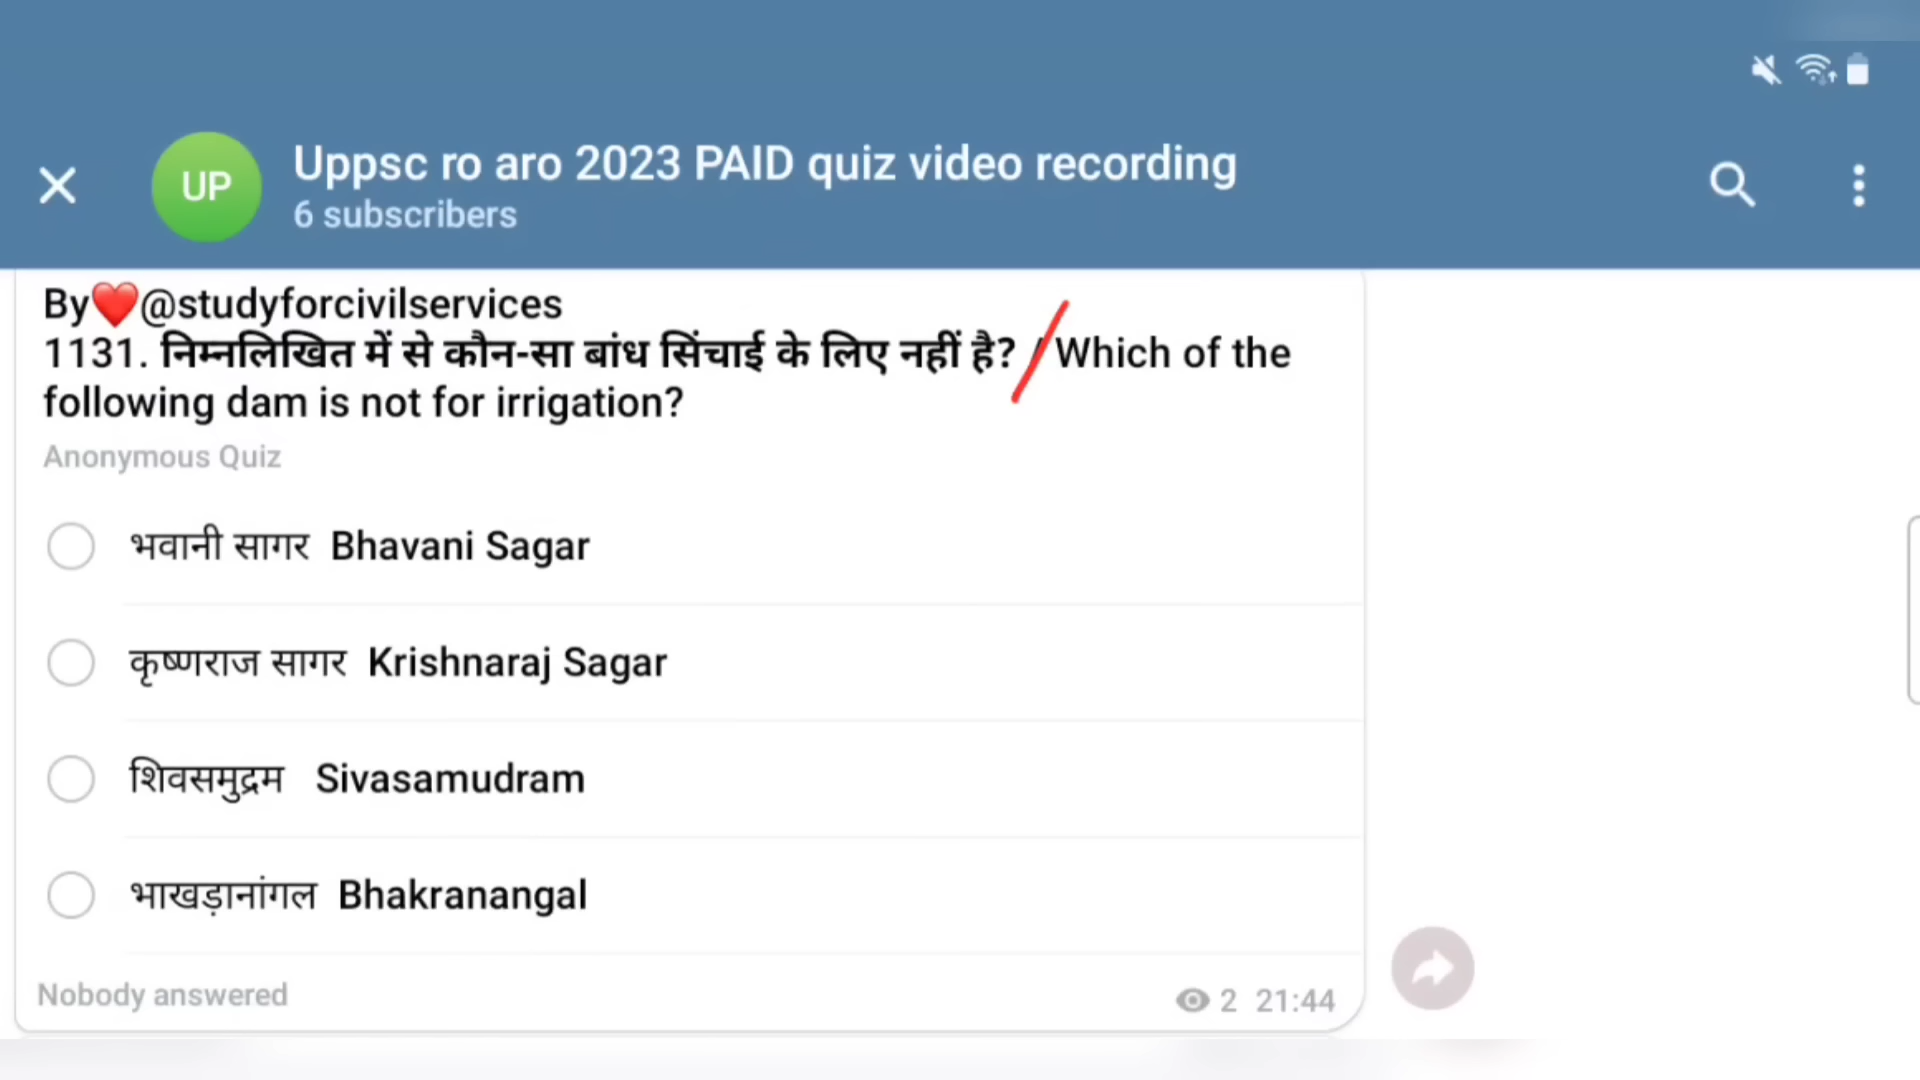 UP
Uppsc ro aro 2023 PAID quiz video recording
6 subscribers
By❤️@studyforcivilservices
1131. निम्नलिखित में से कौन-सा बांध सिंचाई के लिए नहीं है? / Which of the
following dam is not for irrigation?
Anonymous Quiz
भवानी सागर Bhavani Sagar
कृष्णराज सागर Krishnaraj Sagar
शिवसमुद्रम Sivasamudram
भाखड़ानांगल Bhakranangal
Nobody answered
2 21:44